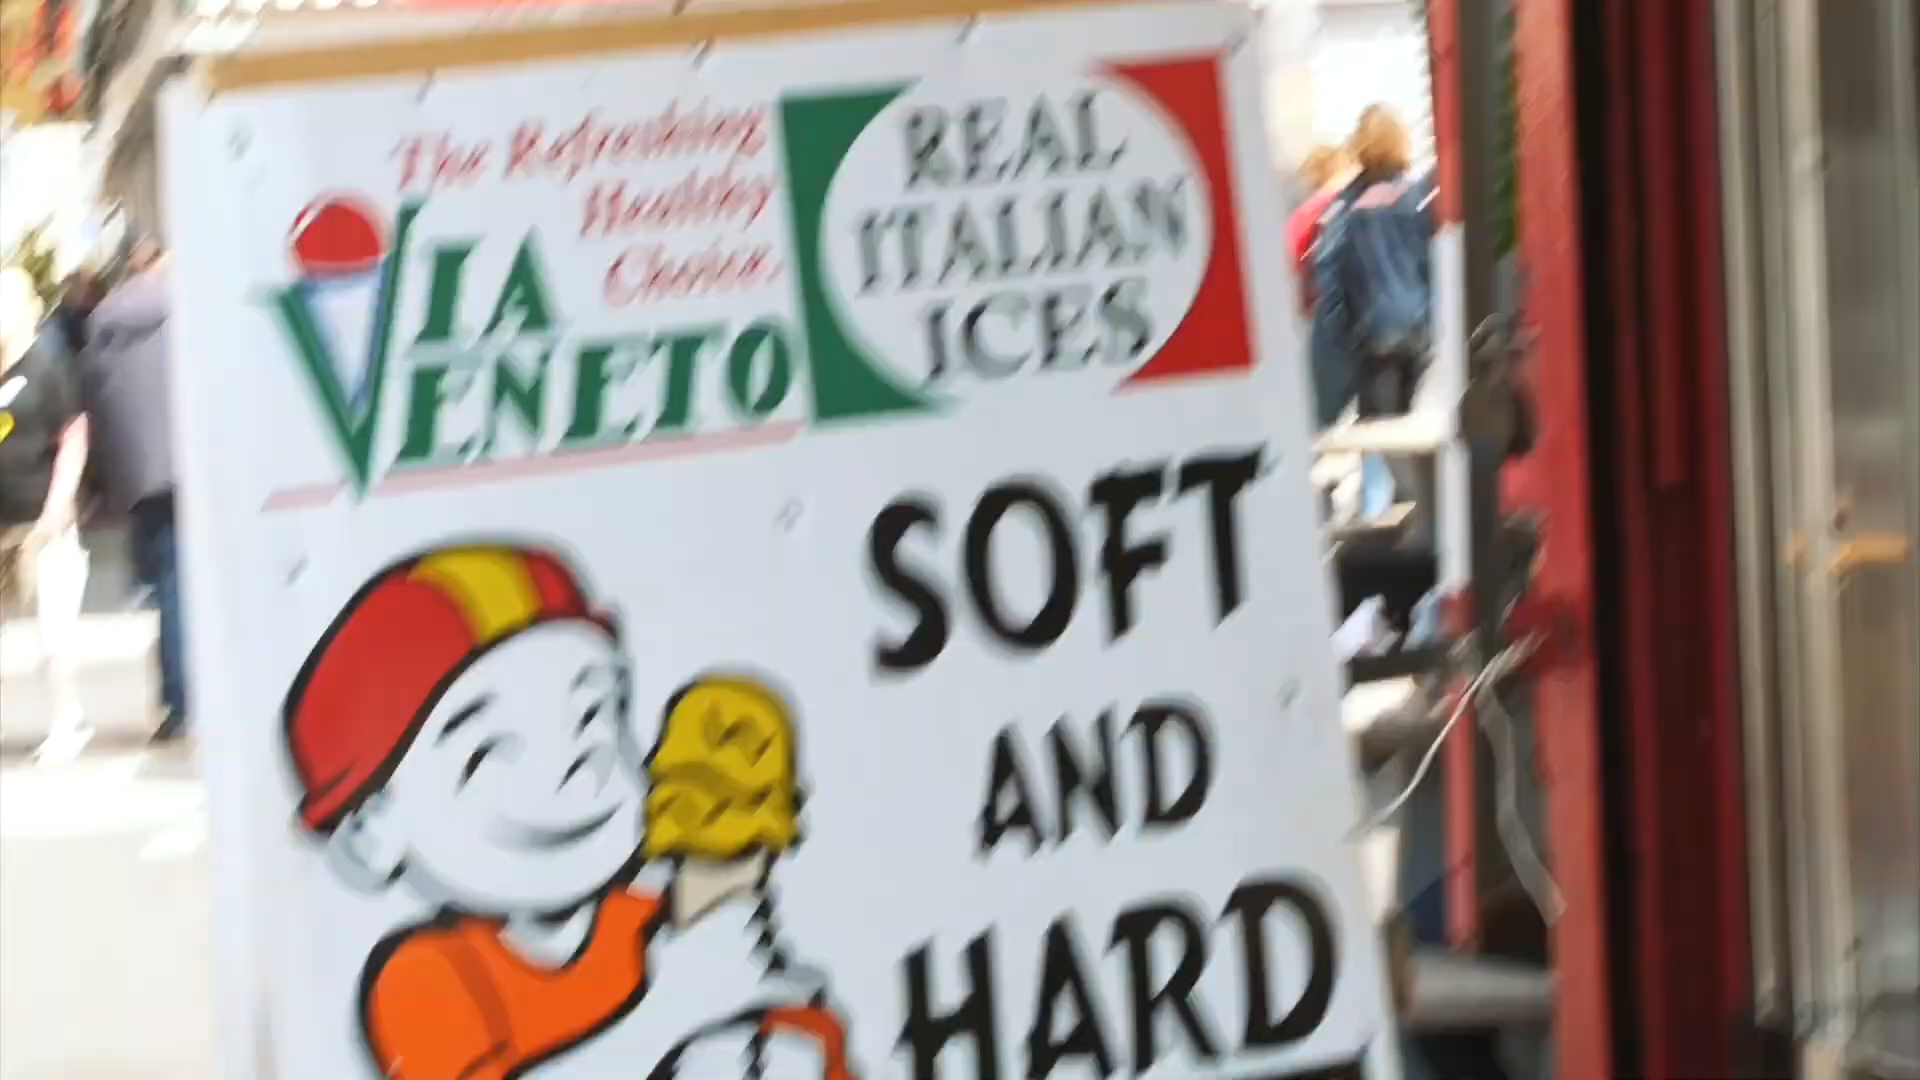 The Refreshing
Healthy
Choice.
VIA
VENETO
REAL
ITALIAN
ICES
SOFT
AND
HARD